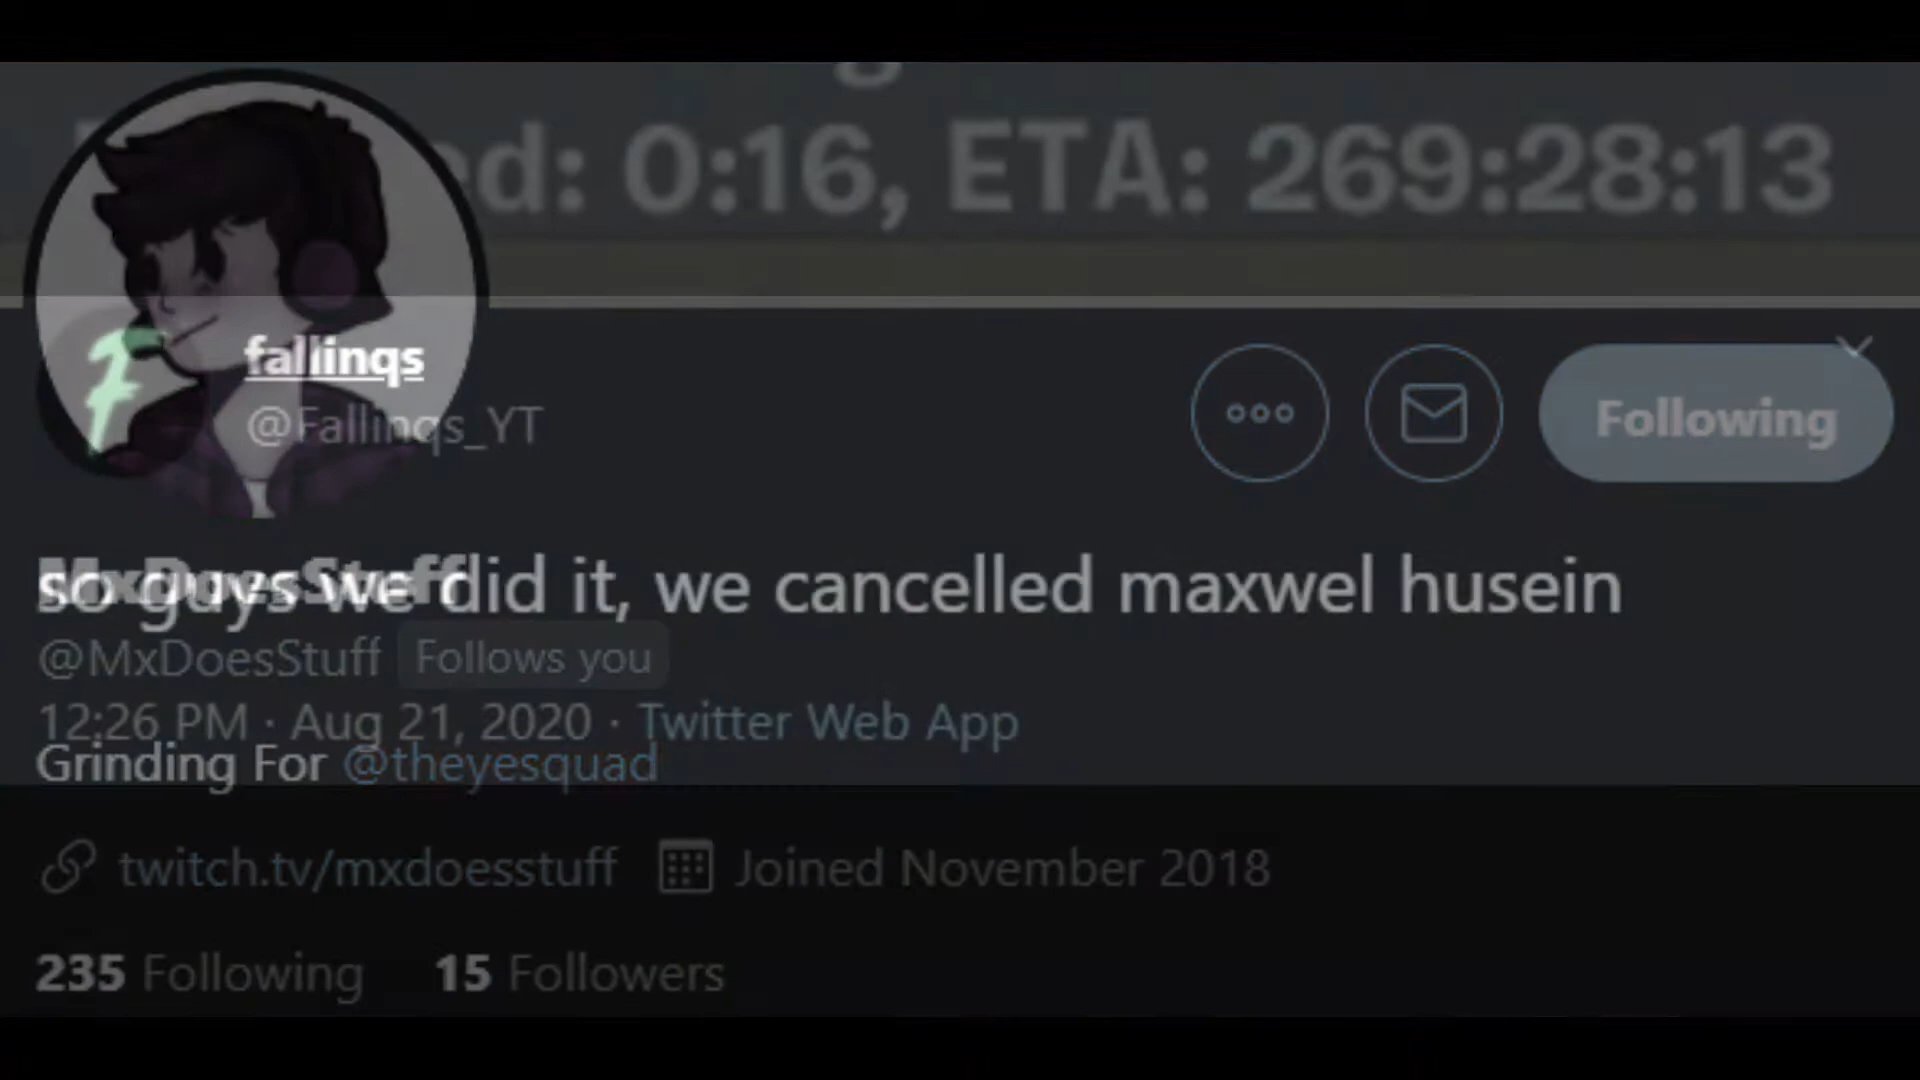 ed: 0:16, ETA: 269:28:13
fallinqs
@Fallinqs_YT
Following
MxDoesStuff
so guys we did it, we cancelled maxwel husein
@MxDoesStuff Follows you
12:26 PM · Aug 21, 2020 · Twitter Web App
Grinding For @theyesquad
twitch.tv/mxdoesstuff Joined November 2018
235 Following 15 Followers